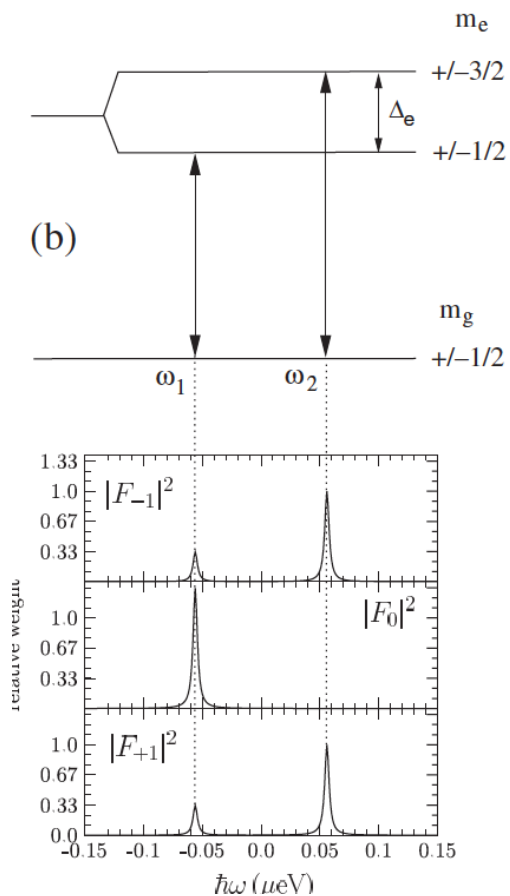 m_e
+/−3/2
Δ_e
+/−1/2
(b)
m_g
+/−1/2
ω_1 ω_2
1.33
1.0
0.67
0.33
|F_{−1}|^2
1.0
0.67
0.33
|F_0|^2
relative weight
1.0
0.67
0.33
0.0
|F_{+1}|^2
-0.15 -0.1 -0.05 0.0 0.05 0.1 0.15
ħω (μeV)